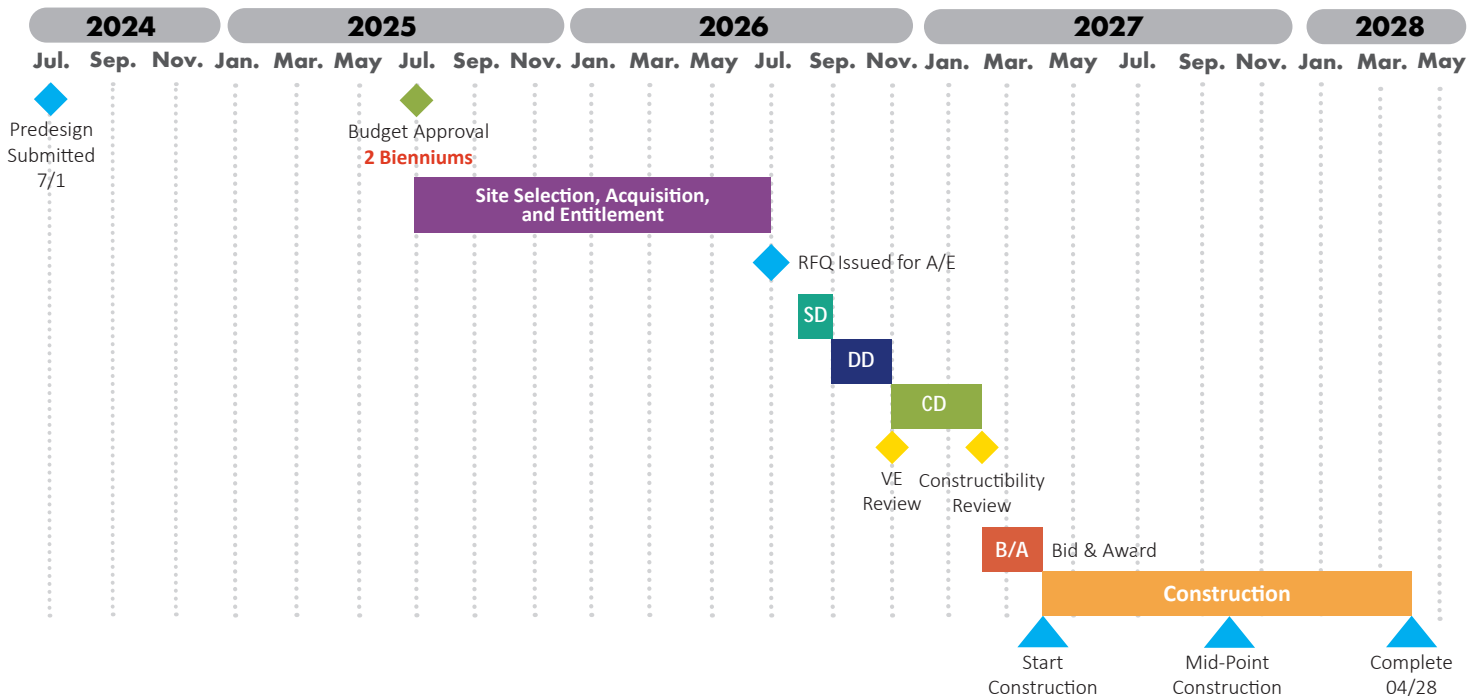 2024 2025 2026 2027 2028
Jul. Sep. Nov. Jan. Mar. May Jul. Sep. Nov. Jan. Mar. May Jul. Sep. Nov. Jan. Mar. May Jul. Sep. Nov. Jan. Mar. May
Predesign
Submitted
7/1
Budget Approval
2 Bienniums
Site Selection, Acquisition,
and Entitlement
RFQ Issued for A/E
SD
DD
CD
VE
Review
Constructibility
Review
B/A
Bid & Award
Construction
Start
Construction
Mid-Point
Construction
Complete
04/28